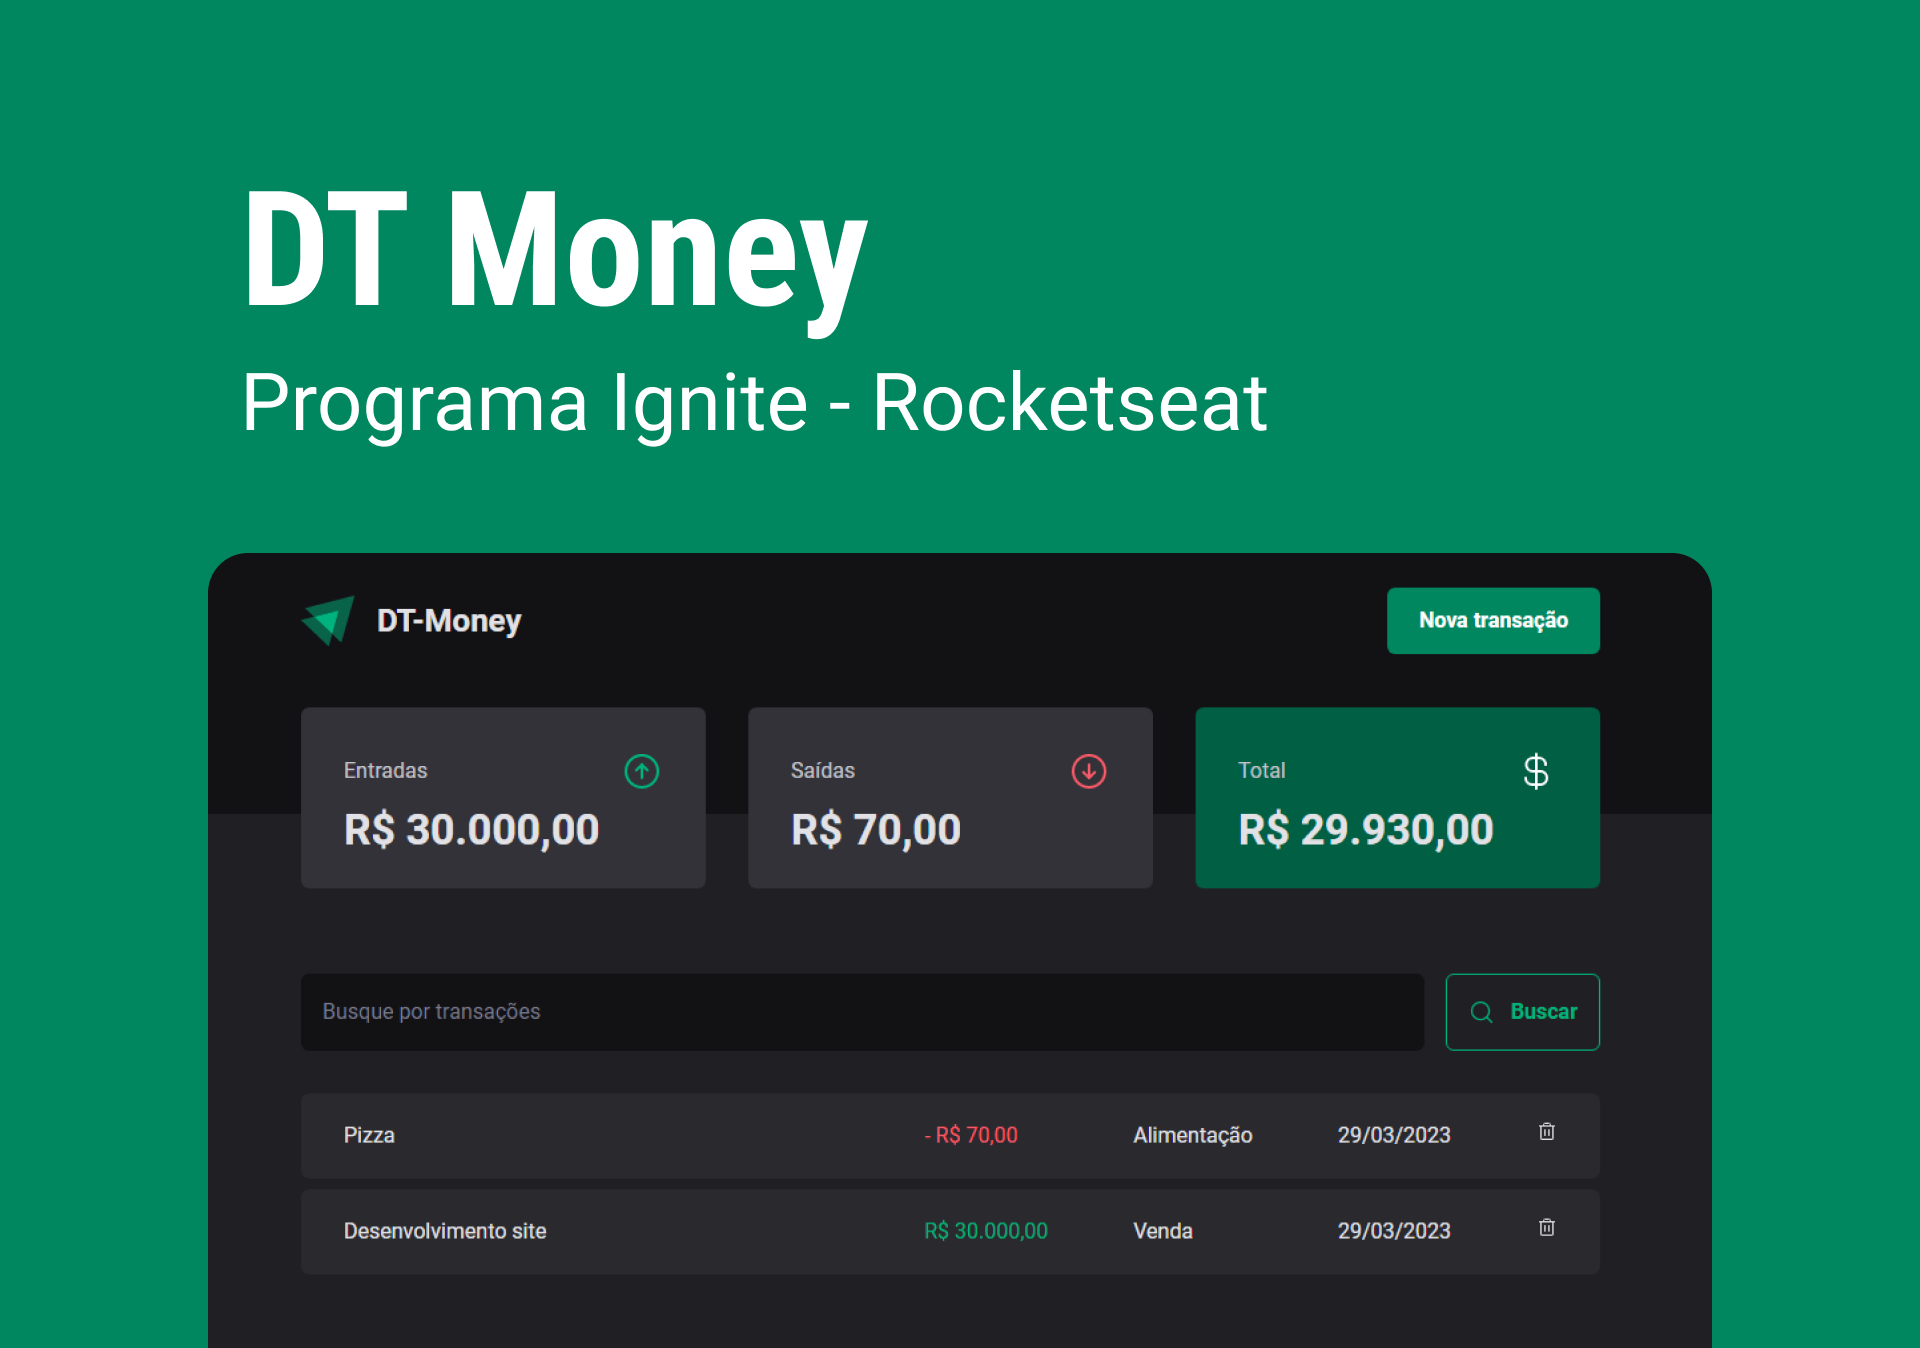 DT Money
Programa Ignite - Rocketseat
DT-Money
Nova transação
Entradas
R$ 30.000,00
Saídas
R$ 70,00
Total
$
R$ 29.930,00
Busque por transações
Buscar
Pizza - R$ 70,00 Alimentação 29/03/2023
Desenvolvimento site R$ 30.000,00 Venda 29/03/2023